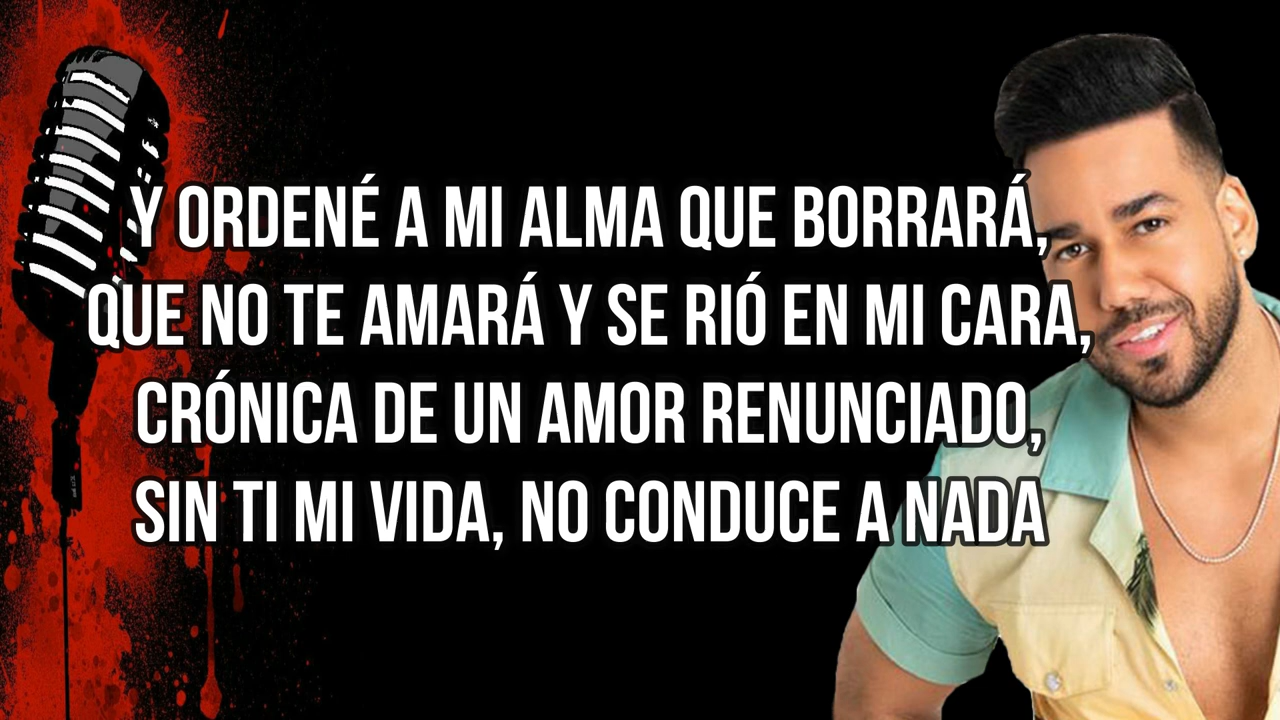 Y ORDENÉ A MI ALMA QUE BORRARÁ,
QUE NO TE AMARÁ Y SE RIÓ EN MI CARA,
CRÓNICA DE UN AMOR RENUNCIADO,
SIN TI MI VIDA, NO CONDUCE A NADA